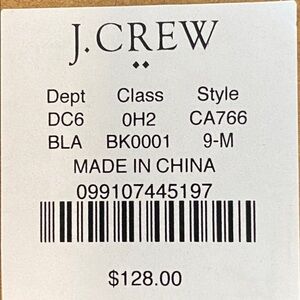 J.CREW
Dept Class Style
DC6 0H2 CA766
BLA BK0001 9-M
MADE IN CHINA
099107445197
$128.00